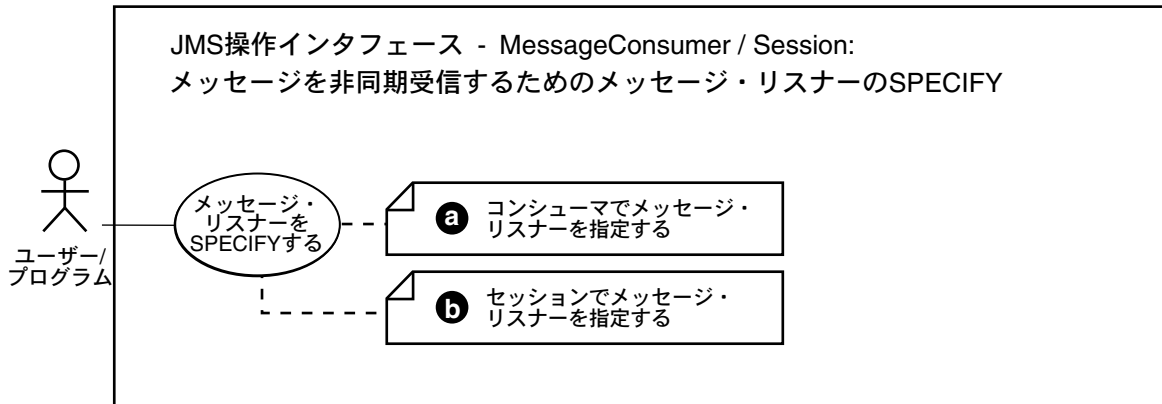 JMS操作インタフェース - MessageConsumer / Session:
メッセージを非同期受信するためのメッセージ・リスナーのSPECIFY
メッセージ・
リスナーを
SPECIFYする
ユーザー/
プログラム
a コンシューマでメッセージ・
リスナーを指定する
b セッションでメッセージ・
リスナーを指定する